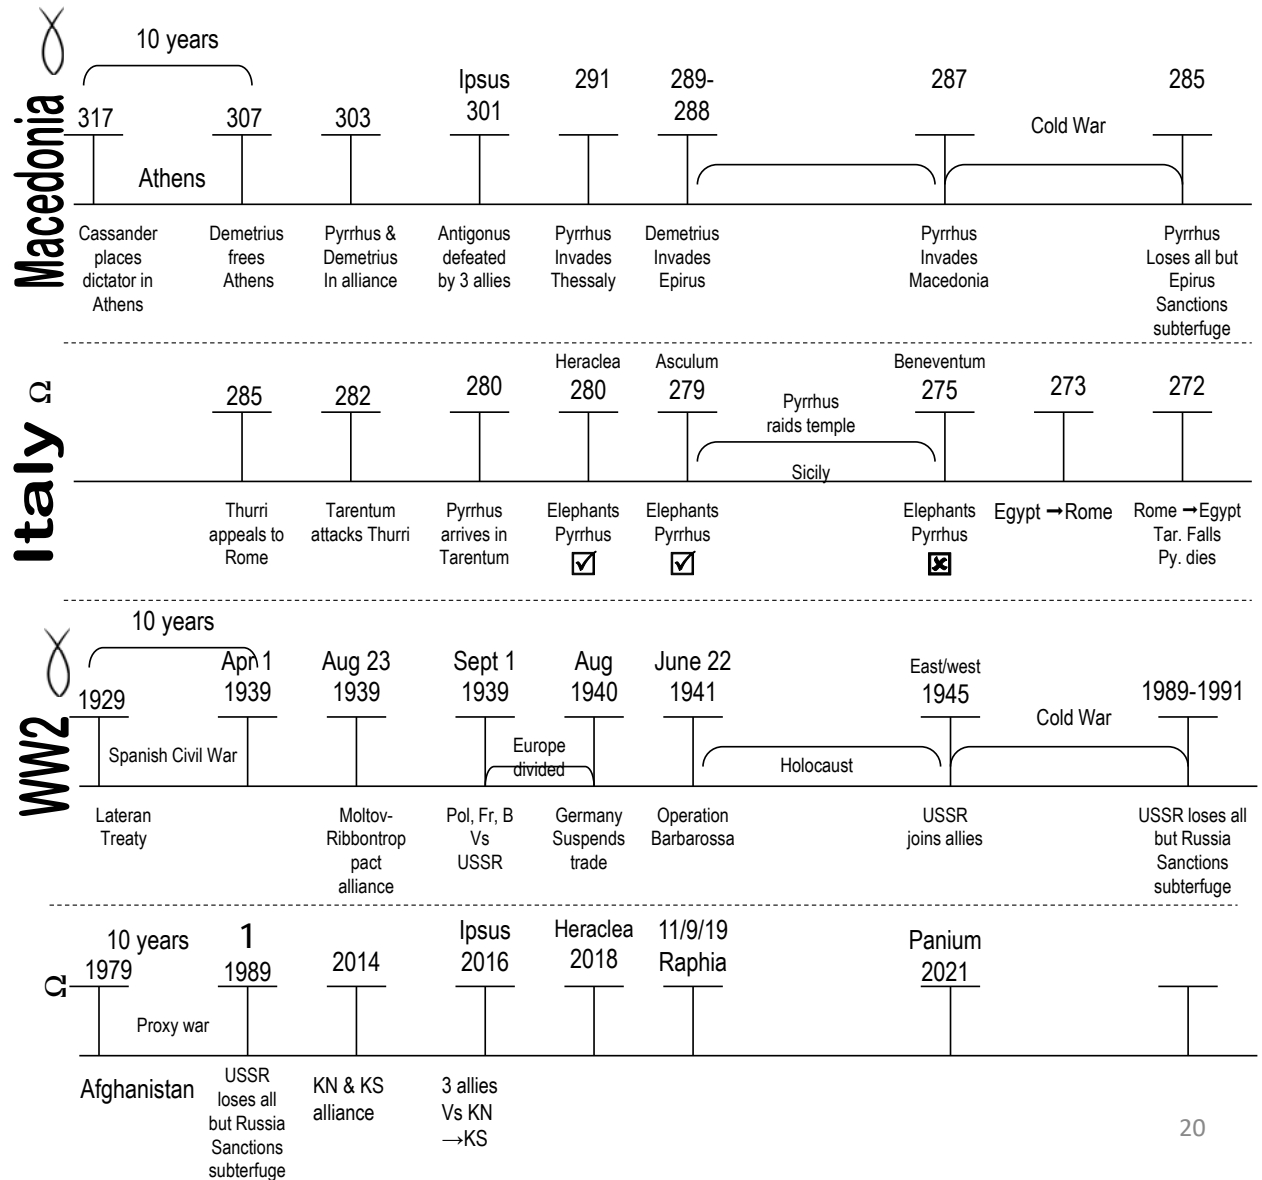 Macedonia
10 years
317
307
303
Ipsus
301
291
289-
288
287
285
Athens
Cold War
Cassander
places
dictator in
Athens
Demetrius
frees
Athens
Pyrrhus &
Demetrius
In alliance
Antigonus
defeated
by 3 allies
Pyrrhus
Invades
Thessaly
Demetrius
Invades
Epirus
Pyrrhus
Invades
Macedonia
Pyrrhus
Loses all but
Epirus
Sanctions
subterfuge
Italy Ω
285
282
280
Heraclea
280
Asculum
279
Pyrrhus
raids temple
Sicily
Beneventum
275
273
272
Thurri
appeals to
Rome
Tarentum
attacks Thurri
Pyrrhus
arrives in
Tarentum
Elephants
Pyrrhus
☑
Elephants
Pyrrhus
☑
Elephants
Pyrrhus
☒
Egypt →Rome
Rome →Egypt
Tar. Falls
Py. dies
WW2
10 years
1929
Apr 1
1939
Aug 23
1939
Sept 1
1939
Aug
1940
June 22
1941
East/west
1945
1989-1991
Spanish Civil War
Europe
divided
Holocaust
Cold War
Lateran
Treaty
Moltov-
Ribbontrop
pact
alliance
Pol, Fr, B
Vs
USSR
Germany
Suspends
trade
Operation
Barbarossa
USSR
joins allies
USSR loses all
but Russia
Sanctions
subterfuge
Ω
10 years
1979
1
1989
2014
Ipsus
2016
Heraclea
2018
11/9/19
Raphia
Panium
2021
Proxy war
Afghanistan
USSR
loses all
but Russia
Sanctions
subterfuge
KN & KS
alliance
3 allies
Vs KN
→KS
20